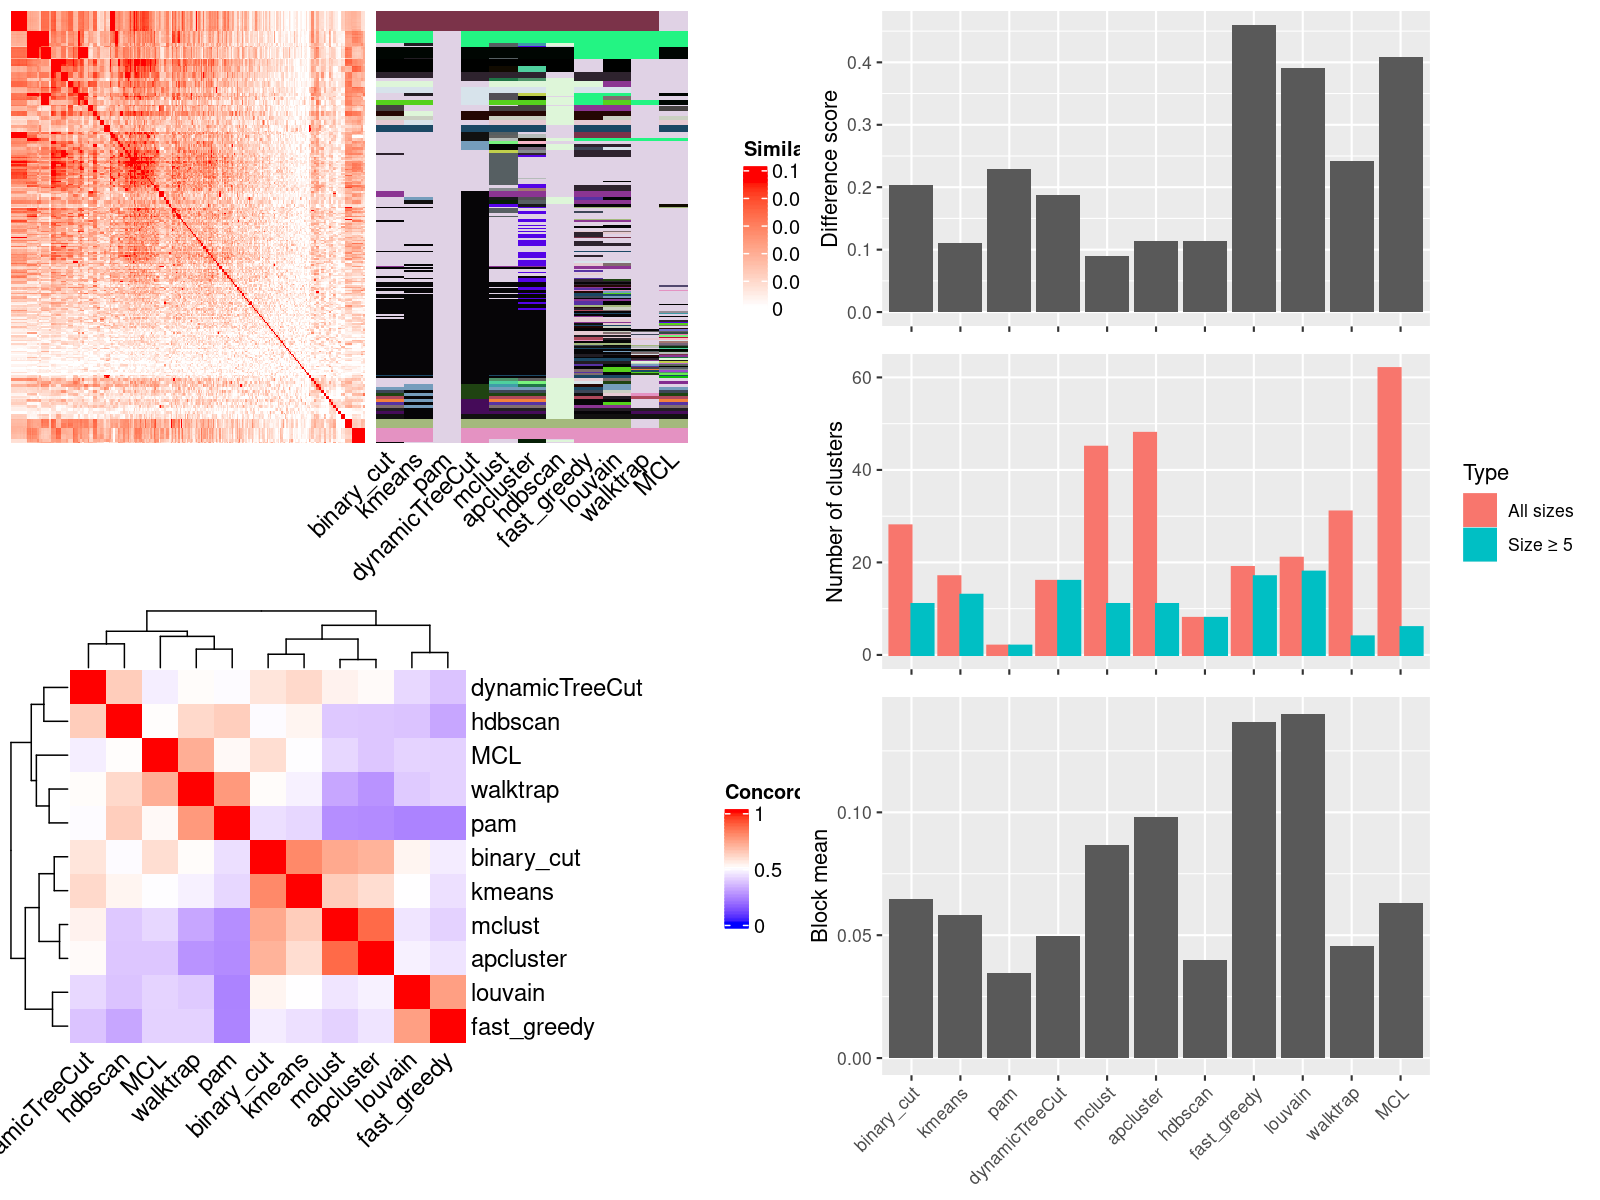 Simila
0.1
0.0
0.0
0.0
0.0
0
binary_cut
kmeans
pam
dynamicTreeCut
mclust
apcluster
hdbscan
fast_greedy
louvain
walktrap
MCL
dynamicTreeCut
hdbscan
MCL
walktrap
pam
binary_cut
kmeans
mclust
apcluster
louvain
fast_greedy
amicTreeCut
hdbscan
MCL
walktrap
pam
binary_cut
kmeans
mclust
apcluster
louvain
fast_greedy
Concord
1
0.5
0
Difference score
0.4
0.3
0.2
0.1
0.0
Number of clusters
60
40
20
0
Type
All sizes
Size ≥ 5
Block mean
0.10
0.05
0.00
binary_cut
kmeans
pam
dynamicTreeCut
mclust
apcluster
hdbscan
fast_greedy
louvain
walktrap
MCL